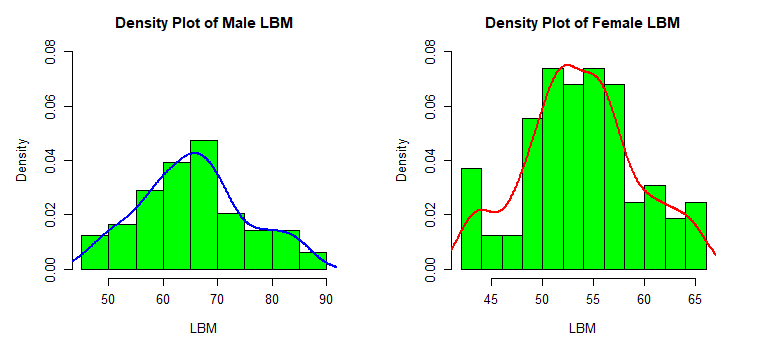 Density Plot of Male LBM
Density
0.00 0.02 0.04 0.06 0.08
50 60 70 80 90
LBM
Density Plot of Female LBM
Density
0.00 0.02 0.04 0.06 0.08
45 50 55 60 65
LBM